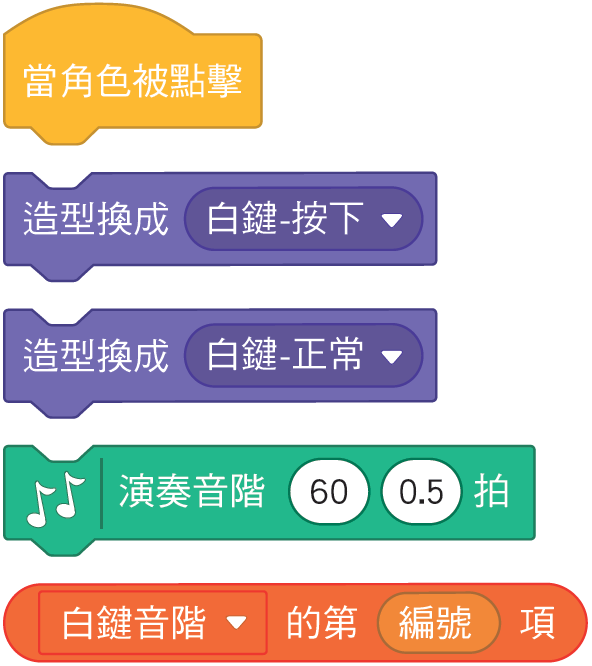 當角色被點擊
造型換成 白鍵-按下
造型換成 白鍵-正常
演奏音階 60 0.5 拍
白鍵音階 的第 編號 項